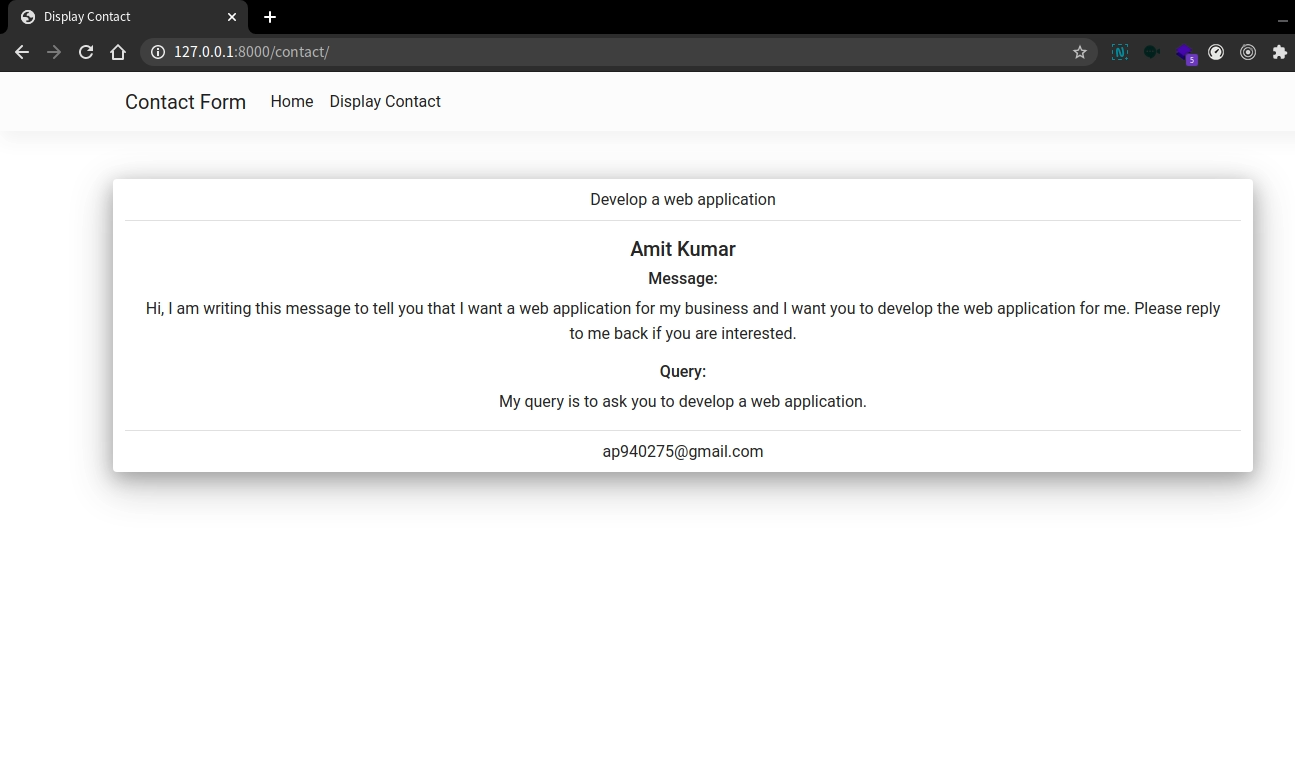 Display Contact
127.0.0.1:8000/contact/
N
5
Contact Form Home Display Contact
Develop a web application
Amit Kumar
Message:
Hi, I am writing this message to tell you that I want a web application for my business and I want you to develop the web application for me. Please reply
to me back if you are interested.
Query:
My query is to ask you to develop a web application.
ap940275@gmail.com